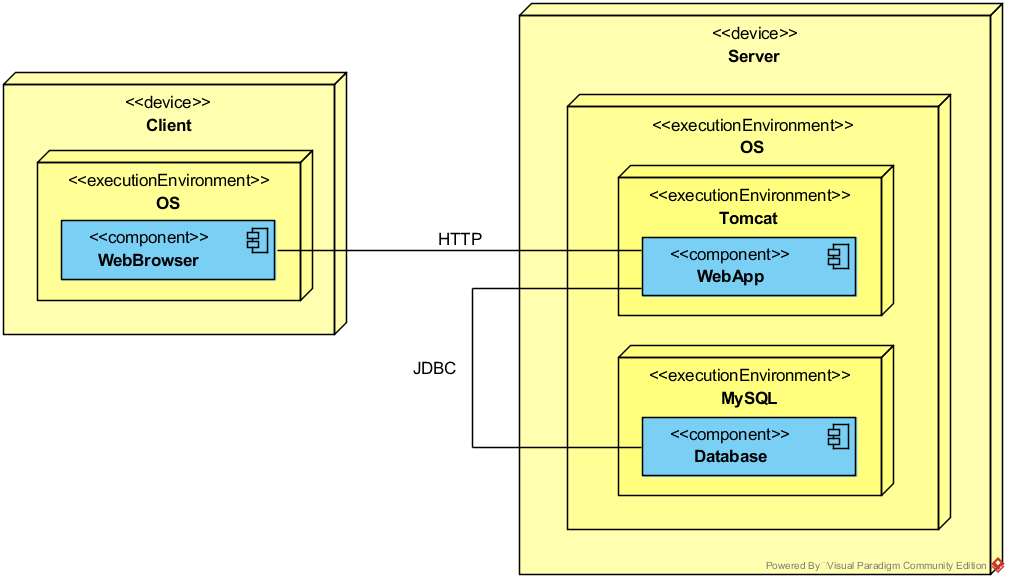 <<device>>
Client
<<executionEnvironment>>
OS
<<component>>
WebBrowser
HTTP
JDBC
<<device>>
Server
<<executionEnvironment>>
OS
<<executionEnvironment>>
Tomcat
<<component>>
WebApp
<<executionEnvironment>>
MySQL
<<component>>
Database
Powered By Visual Paradigm Community Edition